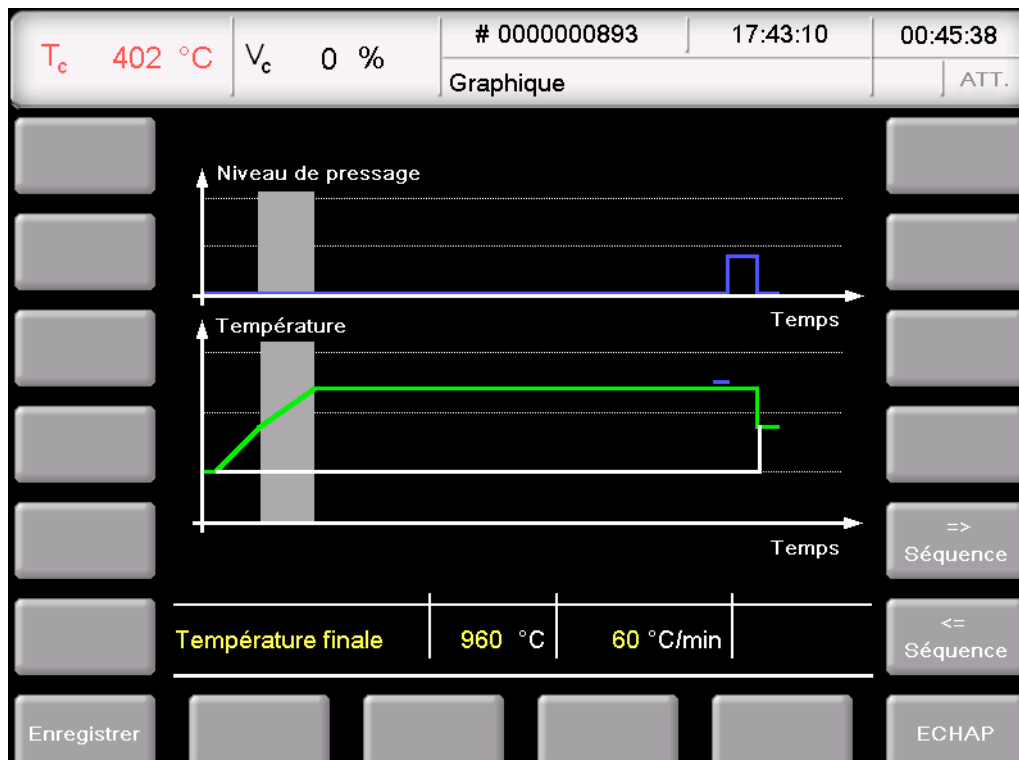 Tc 402 °C
Vc 0 %
# 0000000893
17:43:10
00:45:38
Graphique
ATT.
Niveau de pressage
Temps
Température
Temps
=>
Séquence
Température finale 960 °C 60 °C/min
<=
Séquence
Enregistrer
ECHAP